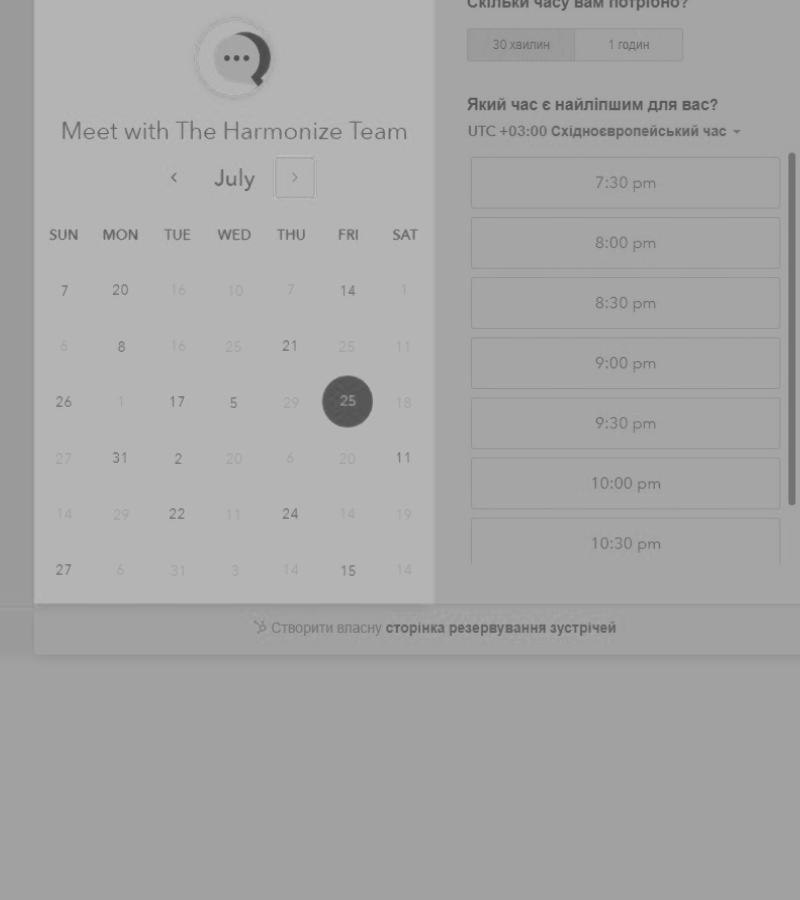 Скільки часу вам потрібно?
30 хвилин 1 годин
Meet with The Harmonize Team
Який час є найліпшим для вас?
UTC +03:00 Східноєвропейський час
July
7:30 pm
SUN MON TUE WED THU FRI SAT
8:00 pm
7 20 16 10 7 14 1
8:30 pm
6 8 16 25 21 25 11
9:00 pm
26 1 17 5 29 25 18
9:30 pm
27 31 2 20 6 20 11
10:00 pm
14 29 22 11 24 14 19
10:30 pm
27 6 31 3 14 15 14
Створити власну сторінка резервування зустрічей